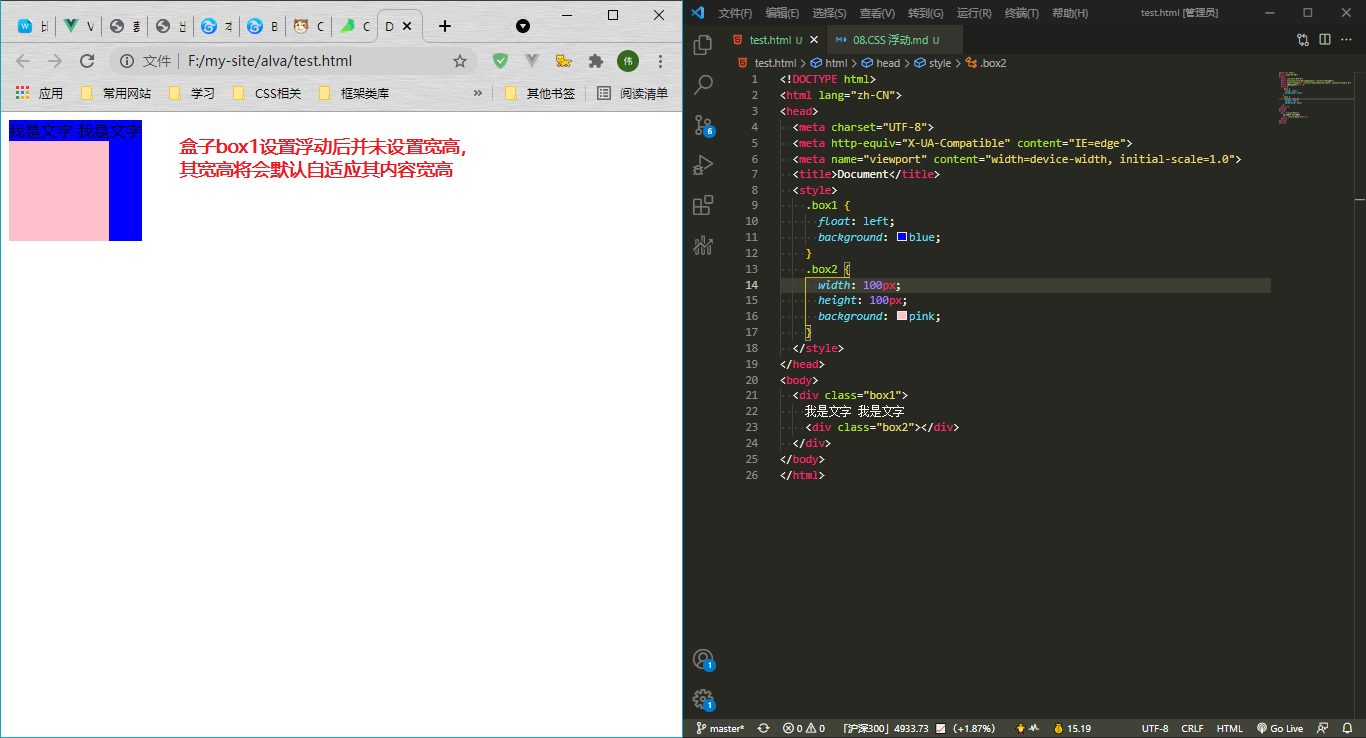 文件 F:/my-site/alva/test.html
应用 常用网站 学习 CSS相关 框架类库 » 其他书签 阅读清单
我是文字 我是文字
盒子box1设置浮动后并未设置宽高,
其宽高将会默认自适应其内容宽高
文件(F) 编辑(E) 选择(S) 查看(V) 转到(G) 运行(R) 终端(T) 帮助(H) test.html [管理员]
test.html U 08.CSS 浮动.md U
test.html > html > head > style > .box2
1 <!DOCTYPE html>
2 <html lang="zh-CN">
3 <head>
4 <meta charset="UTF-8">
5 <meta http-equiv="X-UA-Compatible" content="IE=edge">
6 <meta name="viewport" content="width=device-width, initial-scale=1.0">
7 <title>Document</title>
8 <style>
9 .box1 {
10 float: left;
11 background: blue;
12 }
13 .box2 {
14 width: 100px;
15 height: 100px;
16 background: pink;
17 }
18 </style>
19 </head>
20 <body>
21 <div class="box1">
22 我是文字 我是文字
23 <div class="box2"></div>
24 </div>
25 </body>
26 </html>
6
1
1
master* 0 0 「沪深300」4933.73 (+1.87%) 15.19 UTF-8 CRLF HTML Go Live